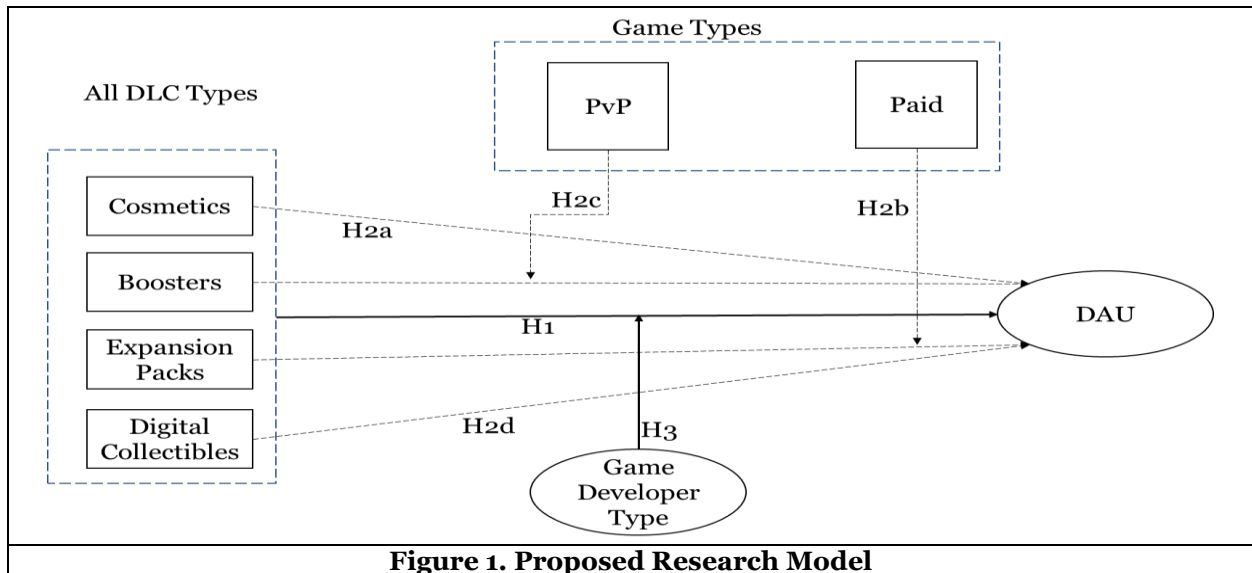 Game Types
All DLC Types
PvP
Paid
Cosmetics
H2c
H2b
H2a
Boosters
DAU
H1
Expansion
Packs
Digital
Collectibles
H2d
H3
Game
Developer
Type
Figure 1. Proposed Research Model